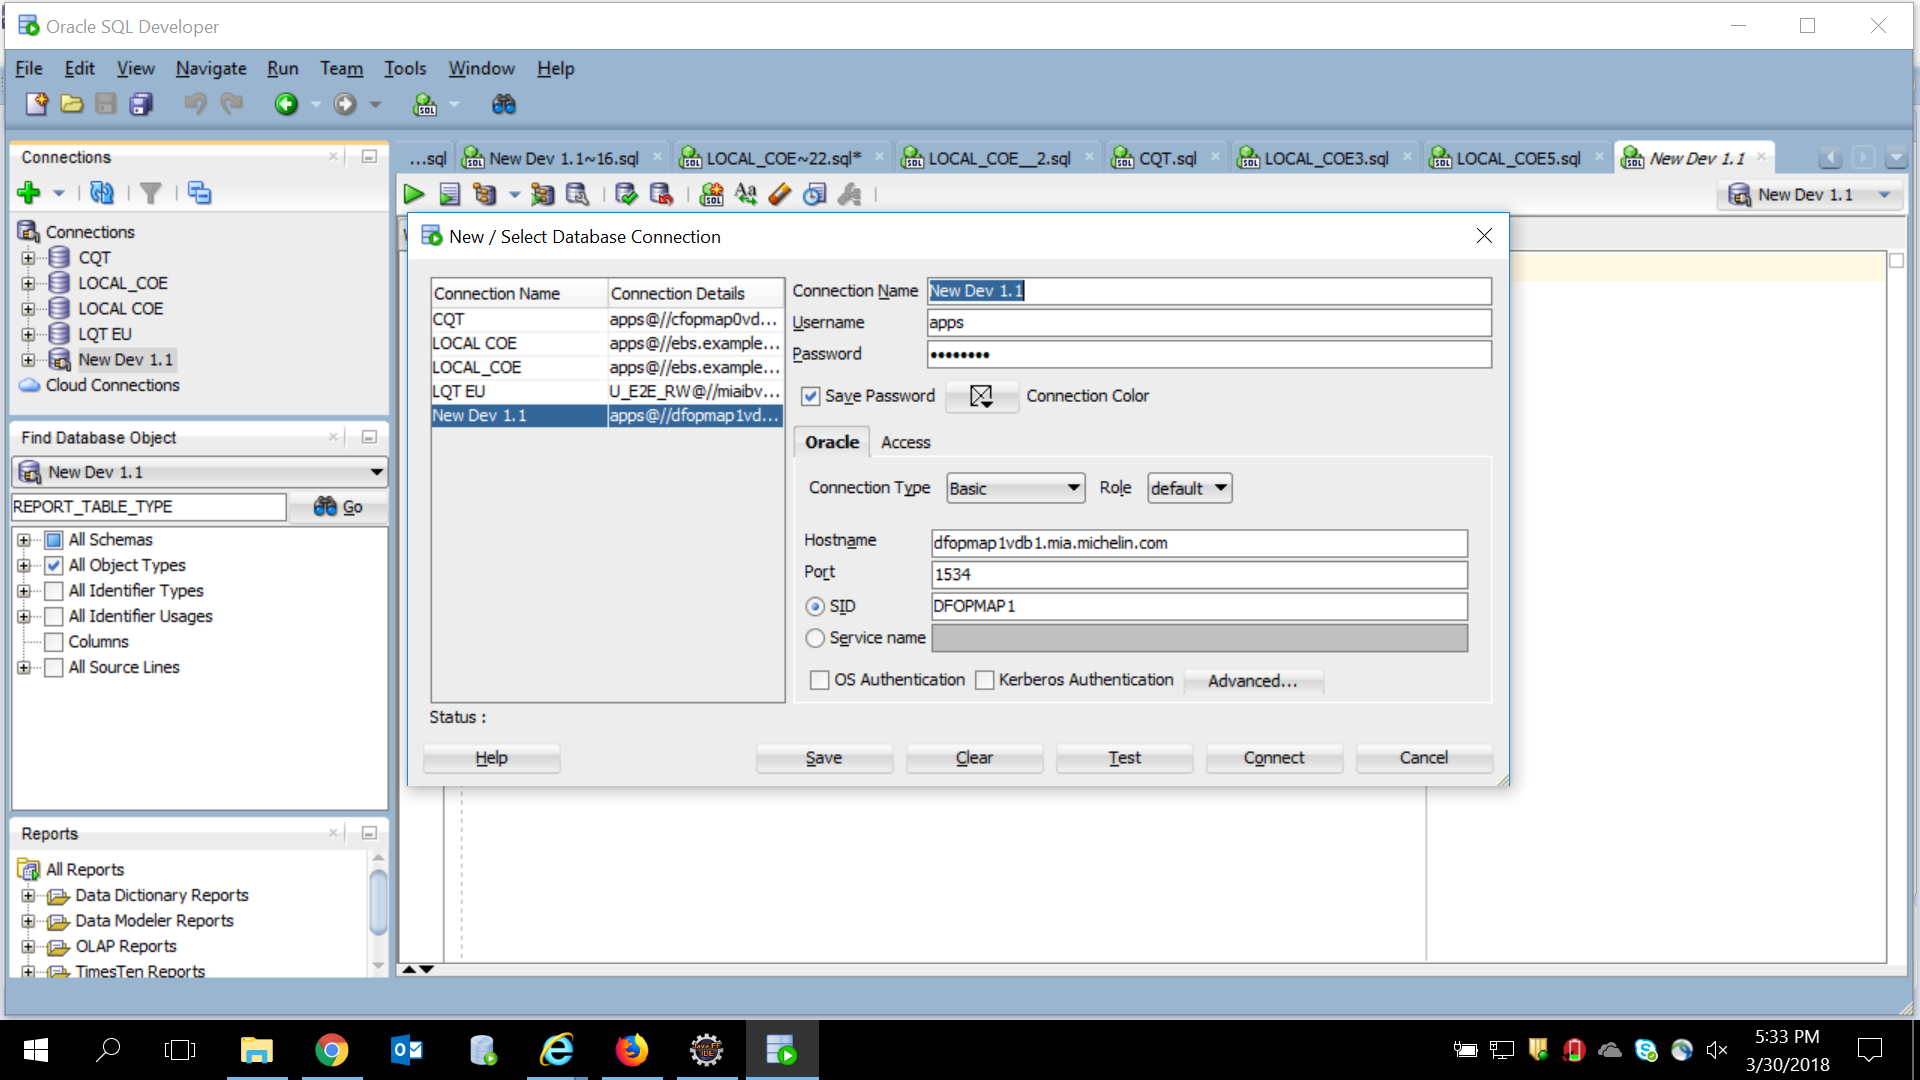 Oracle SQL Developer
File Edit View Navigate Run Team Tools Window Help
Connections
...sql
New Dev 1.1~16.sql
LOCAL_COE~22.sql*
LOCAL_COE__2.sql
CQT.sql
LOCAL_COE3.sql
LOCAL_COE5.sql
New Dev 1.1
New Dev 1.1
Connections
CQT
LOCAL_COE
LOCAL COE
LQT EU
New Dev 1.1
Cloud Connections
Find Database Object
New Dev 1.1
REPORT_TABLE_TYPE
Go
All Schemas
All Object Types
All Identifier Types
All Identifier Usages
Columns
All Source Lines
Reports
All Reports
Data Dictionary Reports
Data Modeler Reports
OLAP Reports
TimesTen Reports
New / Select Database Connection
Connection Name Connection Details
CQT apps@//cfopmap0vd...
LOCAL COE apps@//ebs.example...
LOCAL_COE apps@//ebs.example...
LQT EU U_E2E_RW@//miaibv...
New Dev 1.1 apps@//dfopmap1vd...
Connection Name New Dev 1.1
Username apps
Password ••••••••
Save Password Connection Color
Oracle Access
Connection Type Basic Role default
Hostname dfopmap1vdb1.mia.michelin.com
Port 1534
SID DFOPMAP1
Service name
OS Authentication Kerberos Authentication Advanced...
Status :
Help Save Clear Test Connect Cancel
5:33 PM
3/30/2018